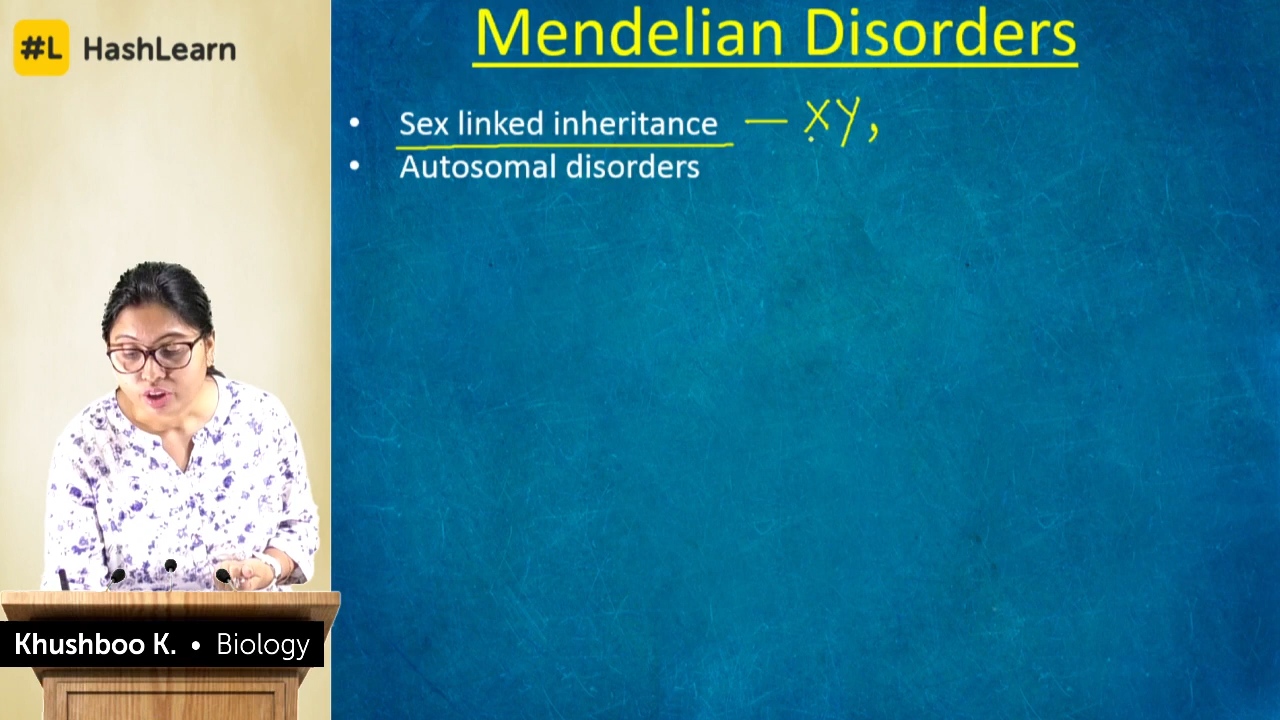 #L HashLearn
Mendelian Disorders
• Sex linked inheritance — XY,
• Autosomal disorders
Khushboo K. • Biology